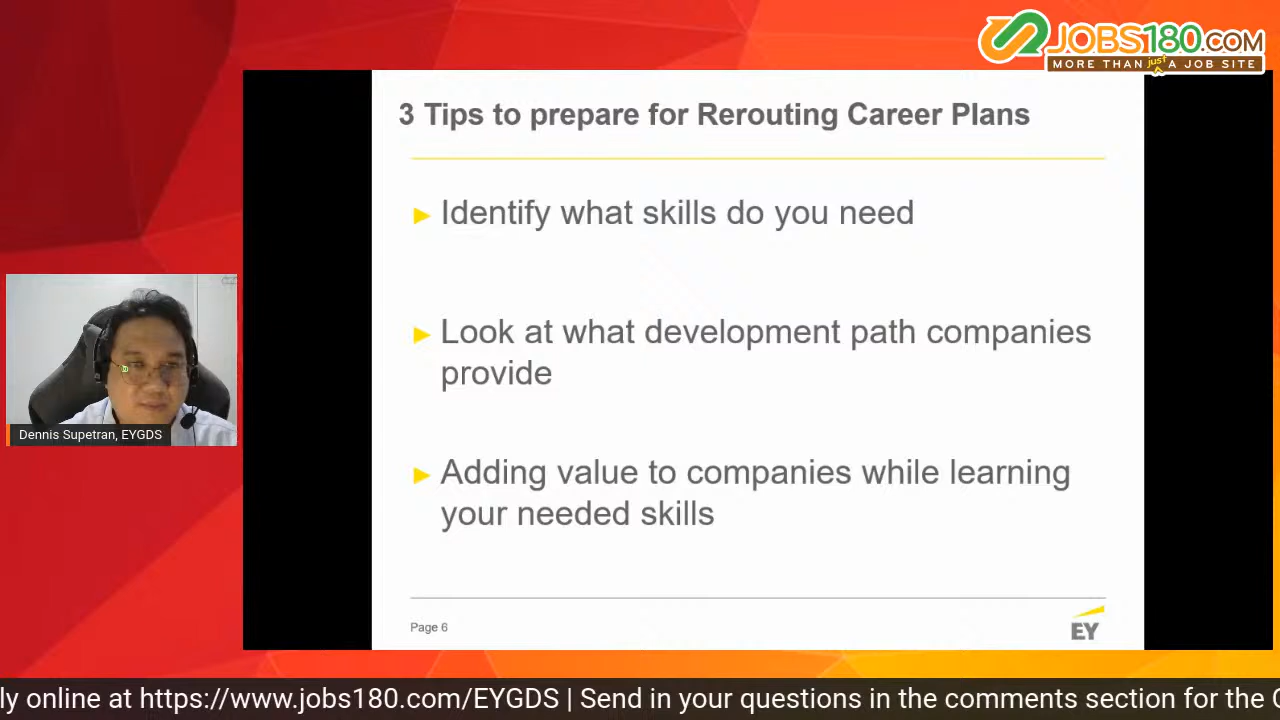 JOBS180.COM
MORE THAN just A JOB SITE
3 Tips to prepare for Rerouting Career Plans
Identify what skills do you need
Look at what development path companies
provide
Adding value to companies while learning
your needed skills
Dennis Supetran, EYGDS
Page 6
EY
ly online at https://www.jobs180.com/EYGDS | Send in your questions in the comments section for the